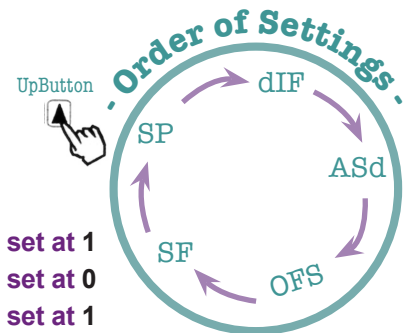 - Order of Settings -
UpButton
dIF
SP
ASd
SF
OFS
set at 1
set at 0
set at 1